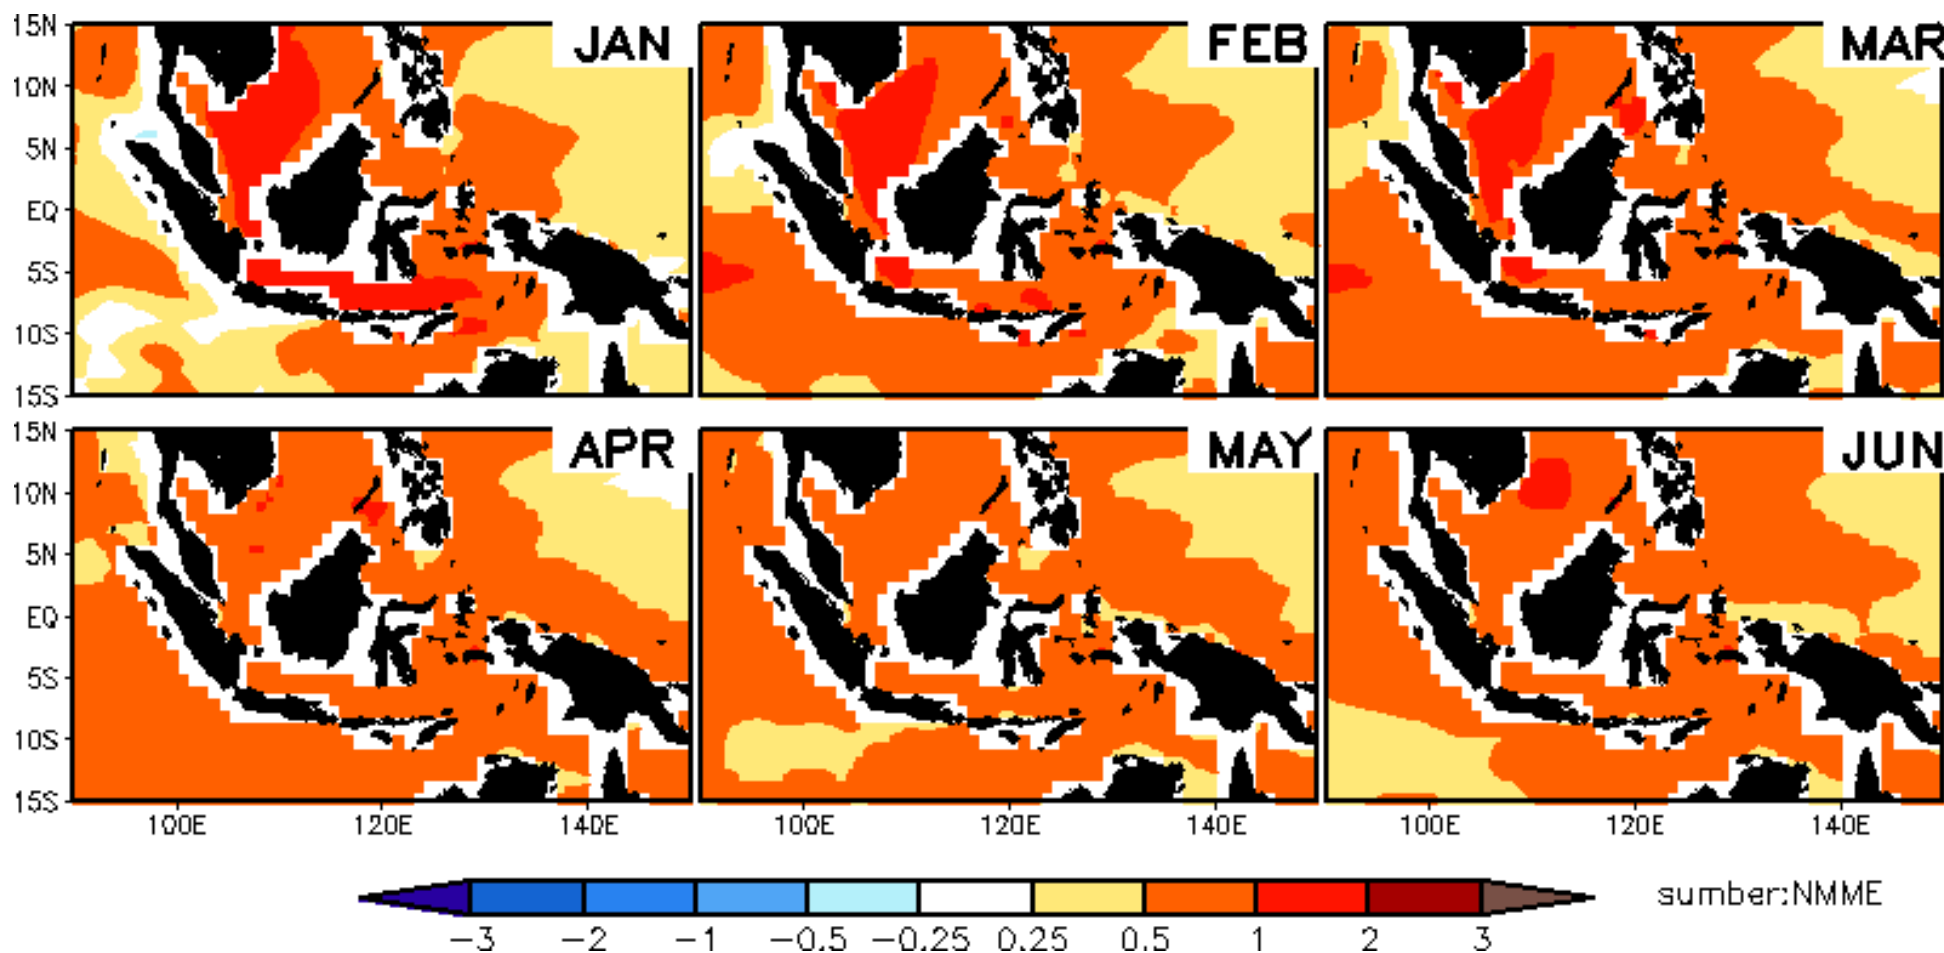 JAN FEB MAR
15N
10N
5N
EQ
5S
10S
15S
APR MAY JUN
15N
10N
5N
EQ
5S
10S
15S
100E 120E 140E 100E 120E 140E 100E 120E 140E
sumber:NMME
−3 −2 −1 −0.5 −0.25 0.25 0.5 1 2 3